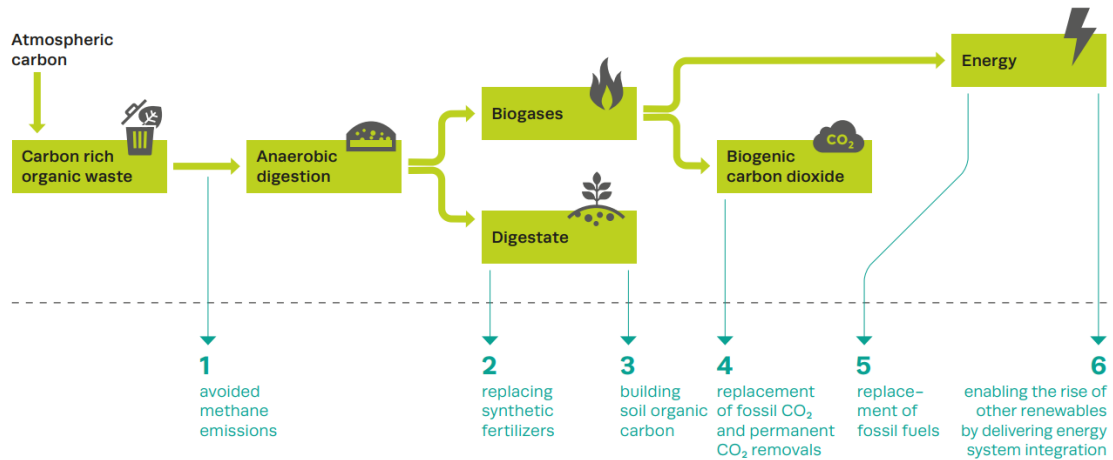 Atmospheric
carbon
Carbon rich
organic waste
Anaerobic
digestion
Biogases
Digestate
CO₂
Biogenic
carbon dioxide
Energy
1
avoided
methane
emissions
2
replacing
synthetic
fertilizers
3
building
soil organic
carbon
4
replacement
of fossil CO₂
and permanent
CO₂ removals
5
replace-
ment of
fossil fuels
6
enabling the rise of
other renewables
by delivering energy
system integration